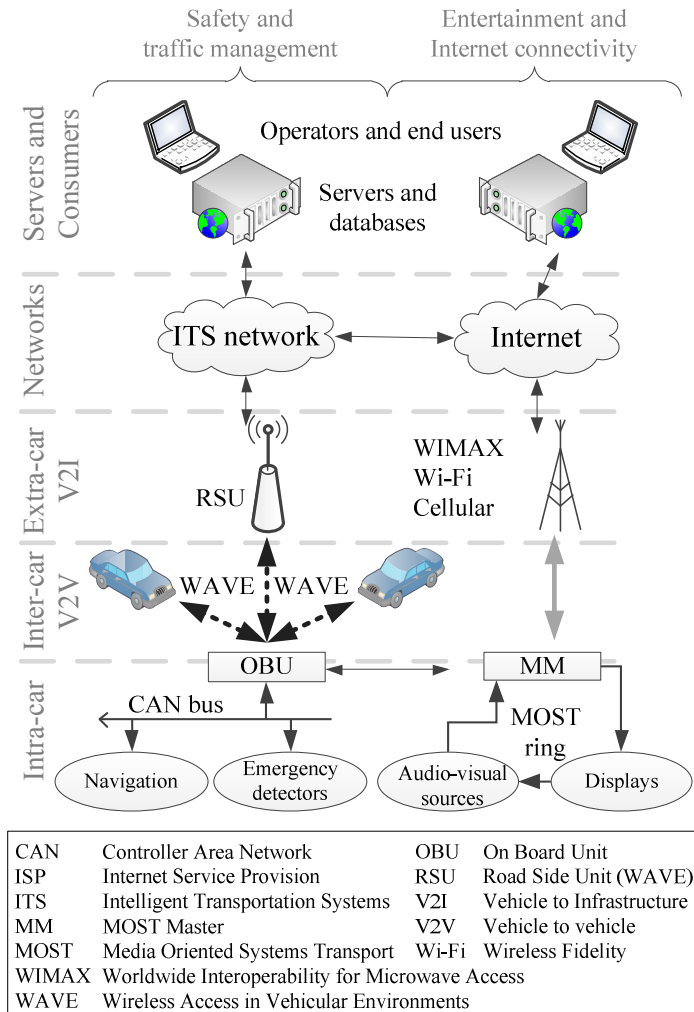 Safety and
traffic management
Entertainment and
Internet connectivity
Servers and
Consumers
Operators and end users
Servers and
databases
Networks
ITS network
Internet
Extra-car
V2I
RSU
WIMAX
Wi-Fi
Cellular
Inter-car
V2V
WAVE
WAVE
Intra-car
OBU
MM
CAN bus
MOST
ring
Navigation
Emergency
detectors
Audio-visual
sources
Displays
CAN Controller Area Network
OBU On Board Unit
ISP Internet Service Provision
RSU Road Side Unit (WAVE)
ITS Intelligent Transportation Systems
V2I Vehicle to Infrastructure
MM MOST Master
V2V Vehicle to vehicle
MOST Media Oriented Systems Transport
Wi-Fi Wireless Fidelity
WIMAX Worldwide Interoperability for Microwave Access
WAVE Wireless Access in Vehicular Environments